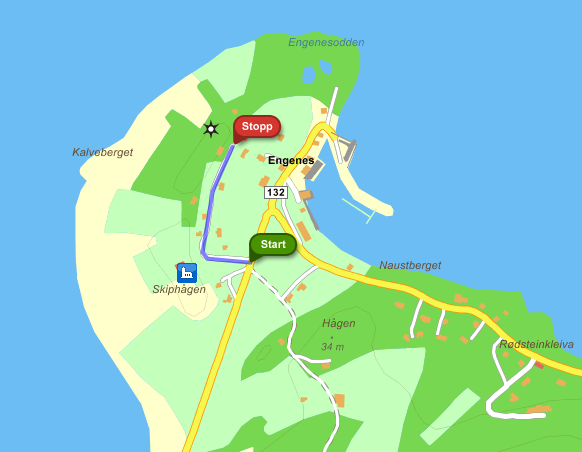 Engenesodden
Stopp
Kalveberget
Engenes
132
Start
Naustberget
Skiphågen
Hågen
34 m
Rødsteinkleiva